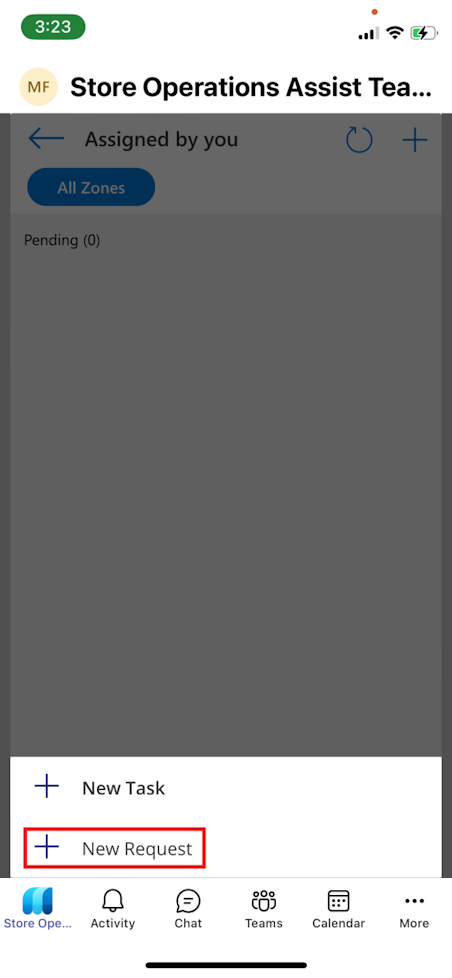 3:23
MF Store Operations Assist Tea...
Assigned by you
All Zones
Pending (0)
New Task
New Request
Store Ope... Activity Chat Teams Calendar More